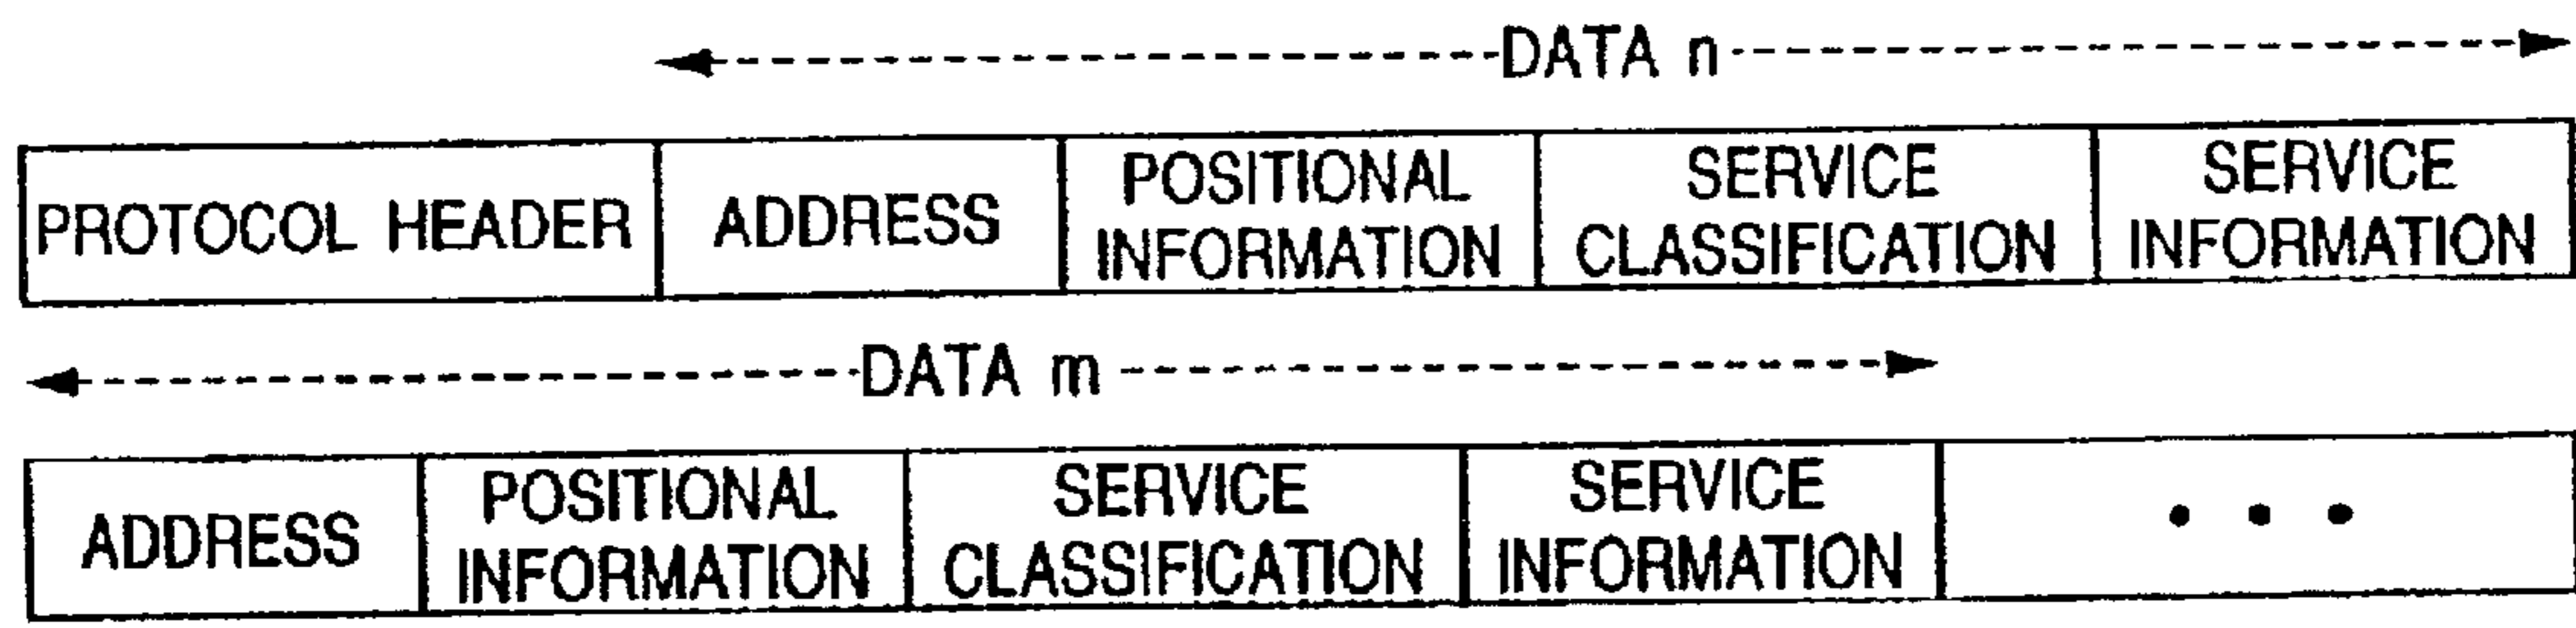 DATA n
PROTOCOL HEADER
ADDRESS
POSITIONAL
INFORMATION
SERVICE
CLASSIFICATION
SERVICE
INFORMATION
DATA m
ADDRESS
POSITIONAL
INFORMATION
SERVICE
CLASSIFICATION
SERVICE
INFORMATION
• • •